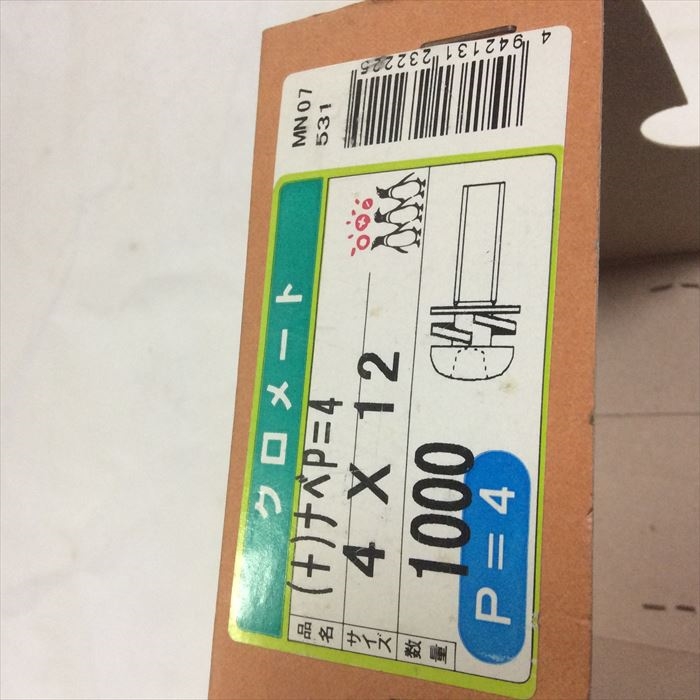 クロメート
品名 (+)ナベP=4
サイズ 4 X 12
数量 1000
P=4
MN07
531
4 942131 232225